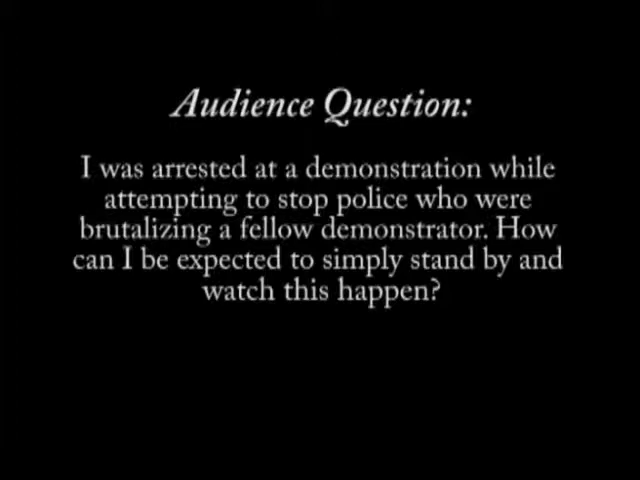 Audience Question:
I was arrested at a demonstration while
attempting to stop police who were
brutalizing a fellow demonstrator. How
can I be expected to simply stand by and
watch this happen?